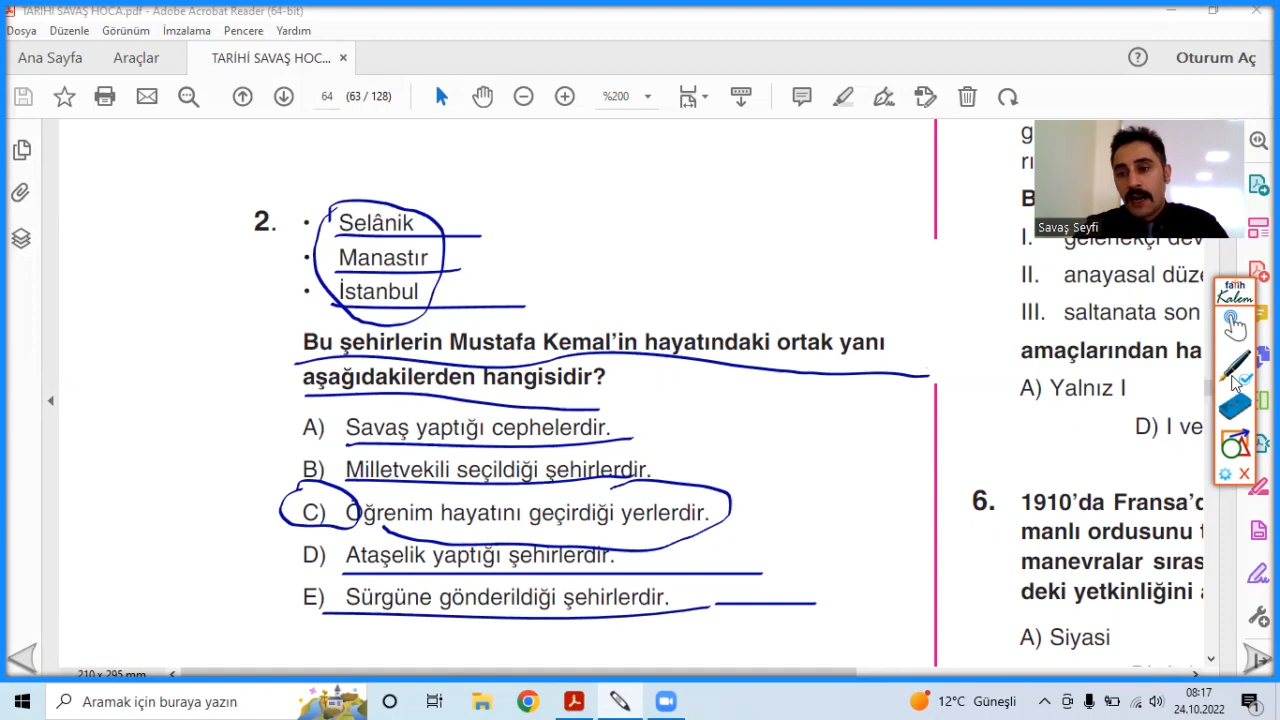 TARİHİ SAVAŞ HOCA.pdf - Adobe Acrobat Reader (64-bit)
Dosya Düzenle Görünüm İmzalama Pencere Yardım
Ana Sayfa Araçlar TARİHİ SAVAŞ HOC... × Oturum Aç
64 (63 / 128) %200
2. • Selânik
• Manastır
• İstanbul
Bu şehirlerin Mustafa Kemal'in hayatındaki ortak yanı
aşağıdakilerden hangisidir?
A) Savaş yaptığı cephelerdir.
B) Milletvekili seçildiği şehirlerdir.
C) Öğrenim hayatını geçirdiği yerlerdir.
D) Ataşelik yaptığı şehirlerdir.
E) Sürgüne gönderildiği şehirlerdir.
g
rı
B
Savaş Seyfi
I. gelenekçi dev
II. anayasal düze
III. saltanata son
amaçlarından ha
A) Yalnız I
D) I ve
6. 1910'da Fransa'd
manlı ordusunu t
manevralar sıras
deki yetkinliğini a
A) Siyasi
fatih
Kalem
210 x 295 mm
Aramak için buraya yazın
12°C Güneşli
08:17
24.10.2022